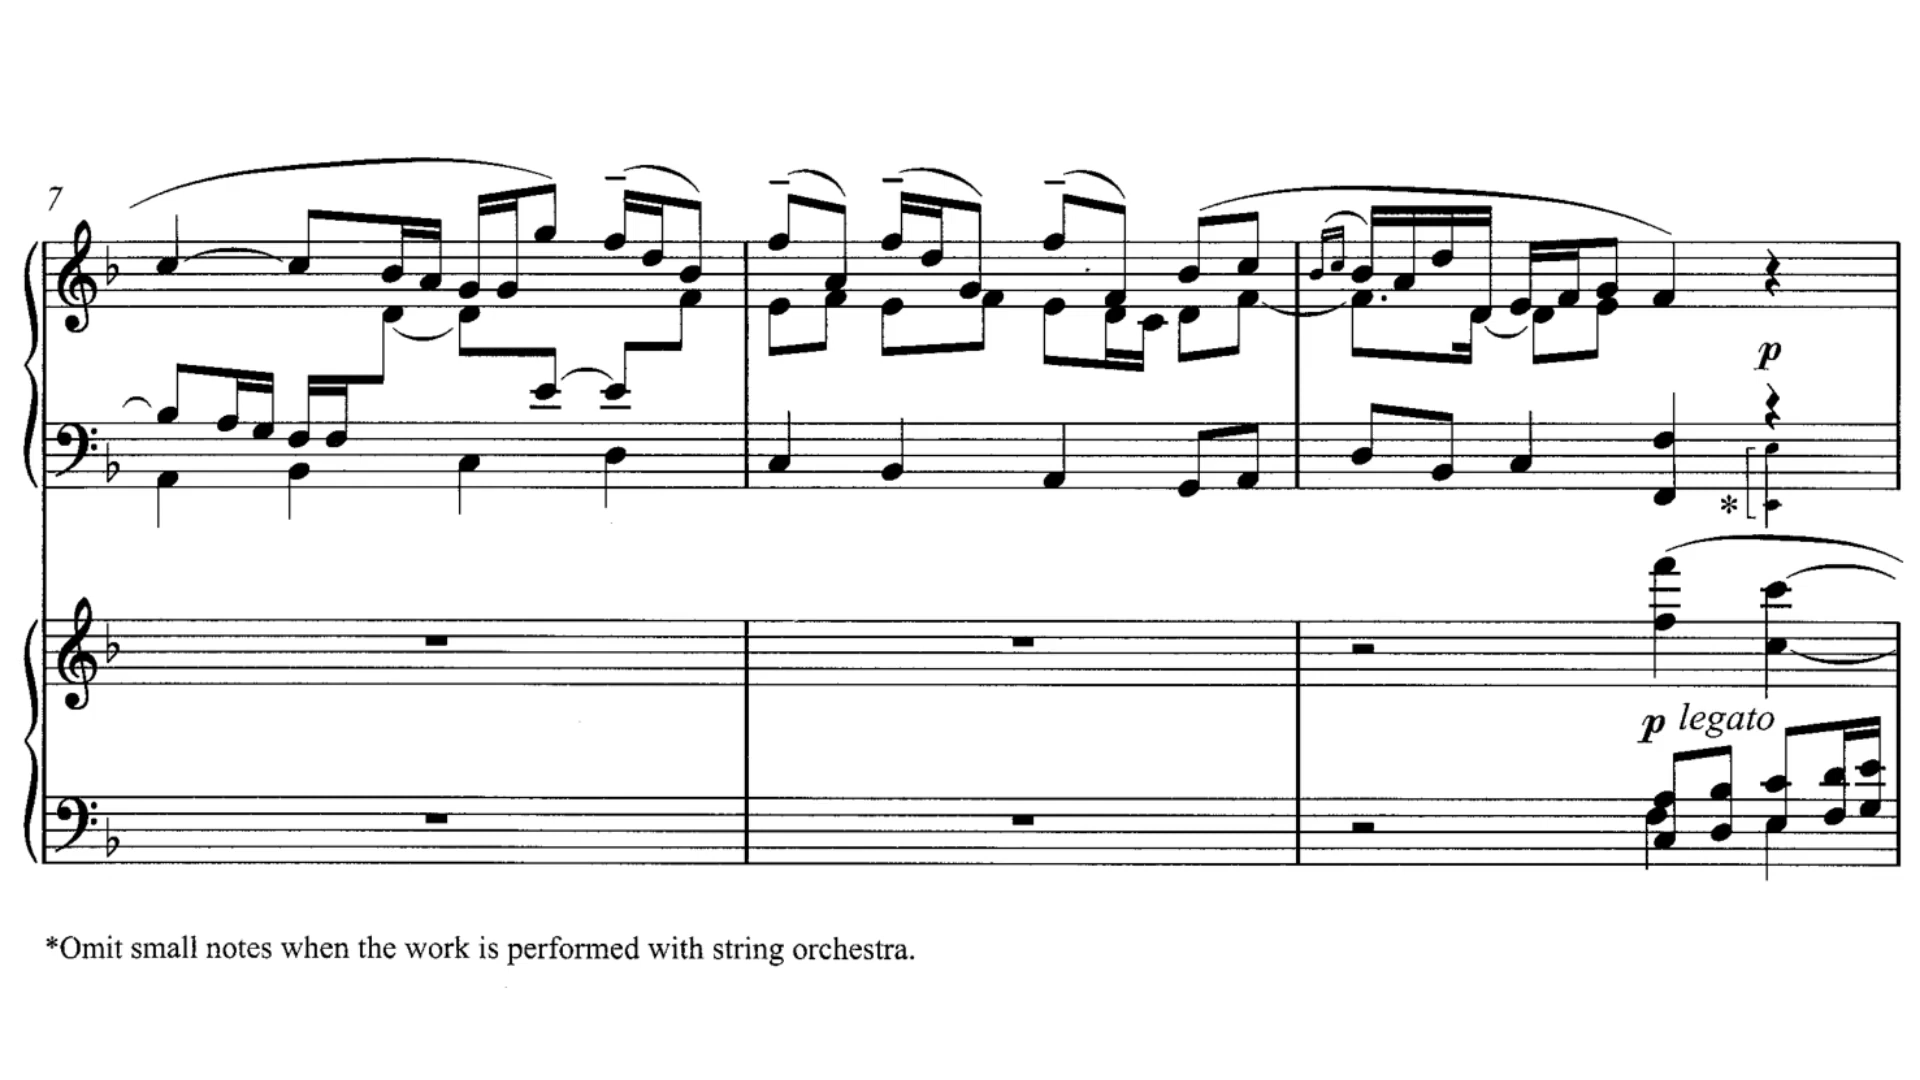 7
p
*
p legato
*Omit small notes when the work is performed with string orchestra.